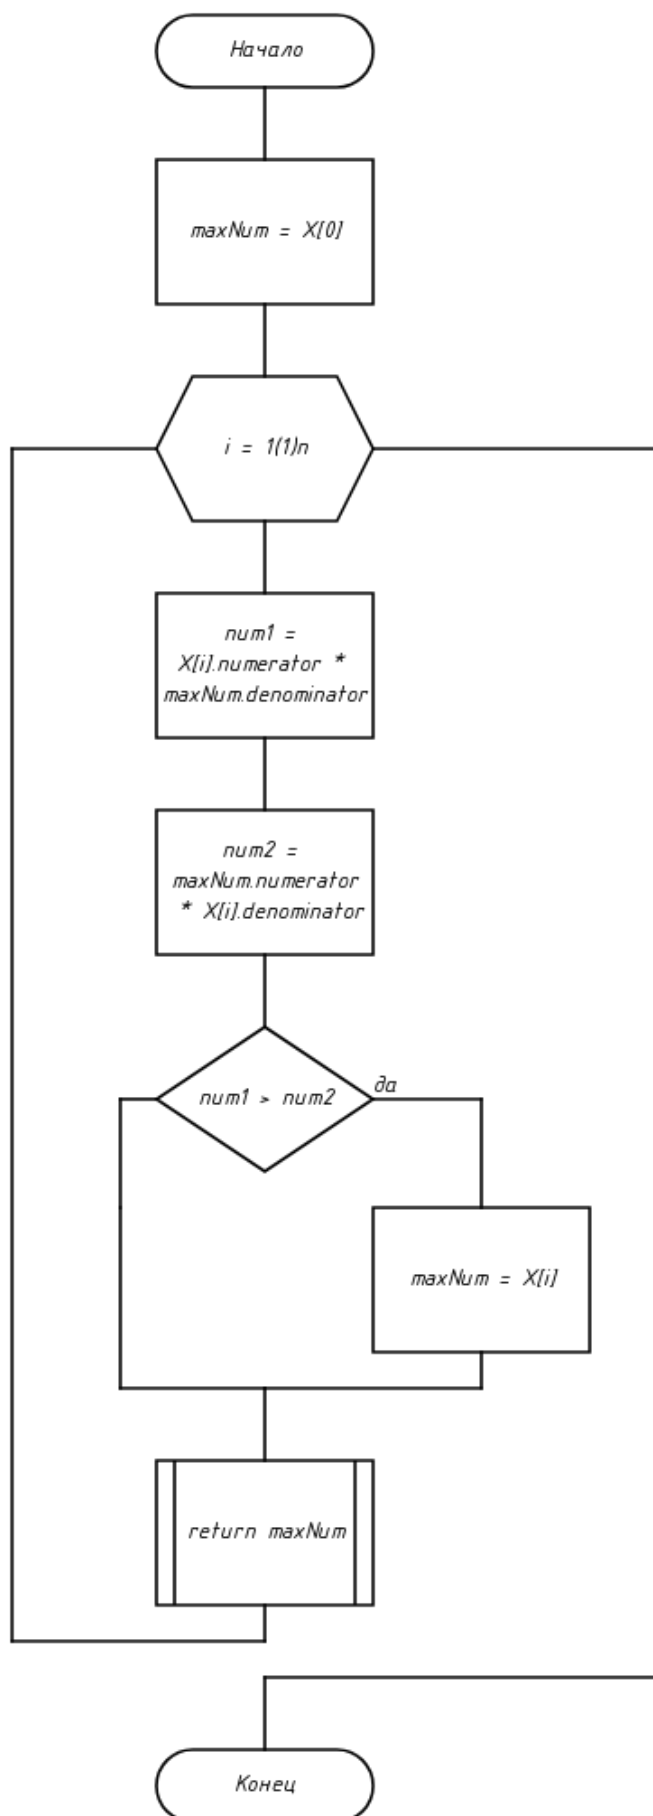 Начало
maxNum = X[0]
i = 1(1)n
num1 =
X[i].numerator *
maxNum.denominator
num2 =
maxNum.numerator
* X[i].denominator
num1 > num2
да
maxNum = X[i]
return maxNum
Конец